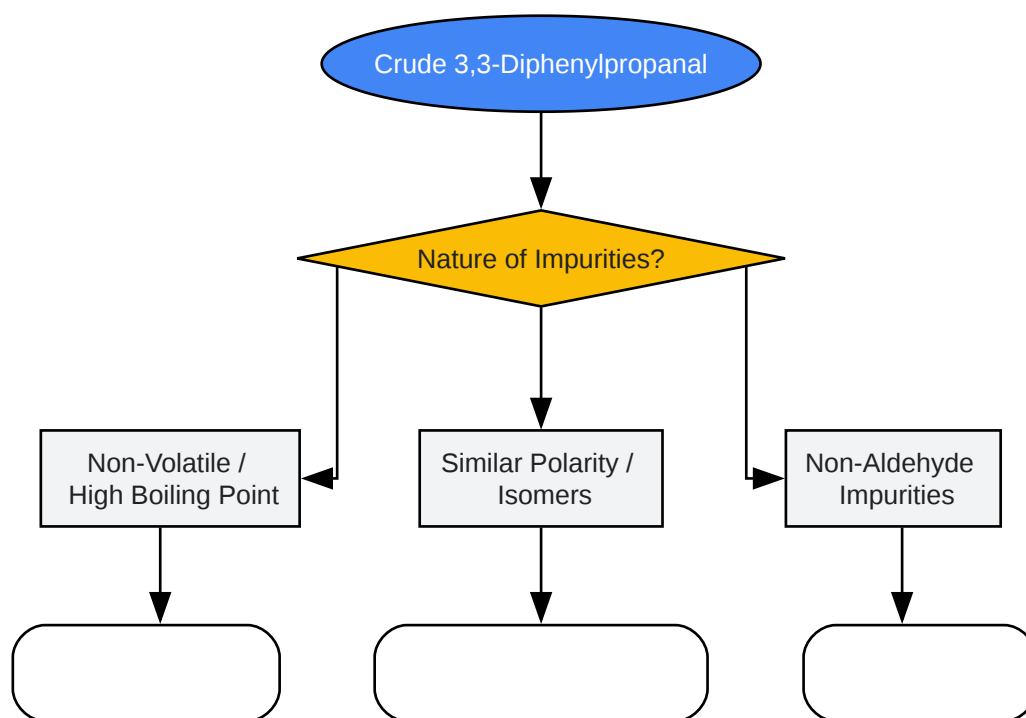 Crude 3,3-Diphenylpropanal
Nature of Impurities?
Non-Volatile /
High Boiling Point
Similar Polarity /
Isomers
Non-Aldehyde
Impurities